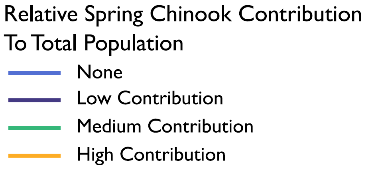 Relative Spring Chinook Contribution
To Total Population
None
Low Contribution
Medium Contribution
High Contribution